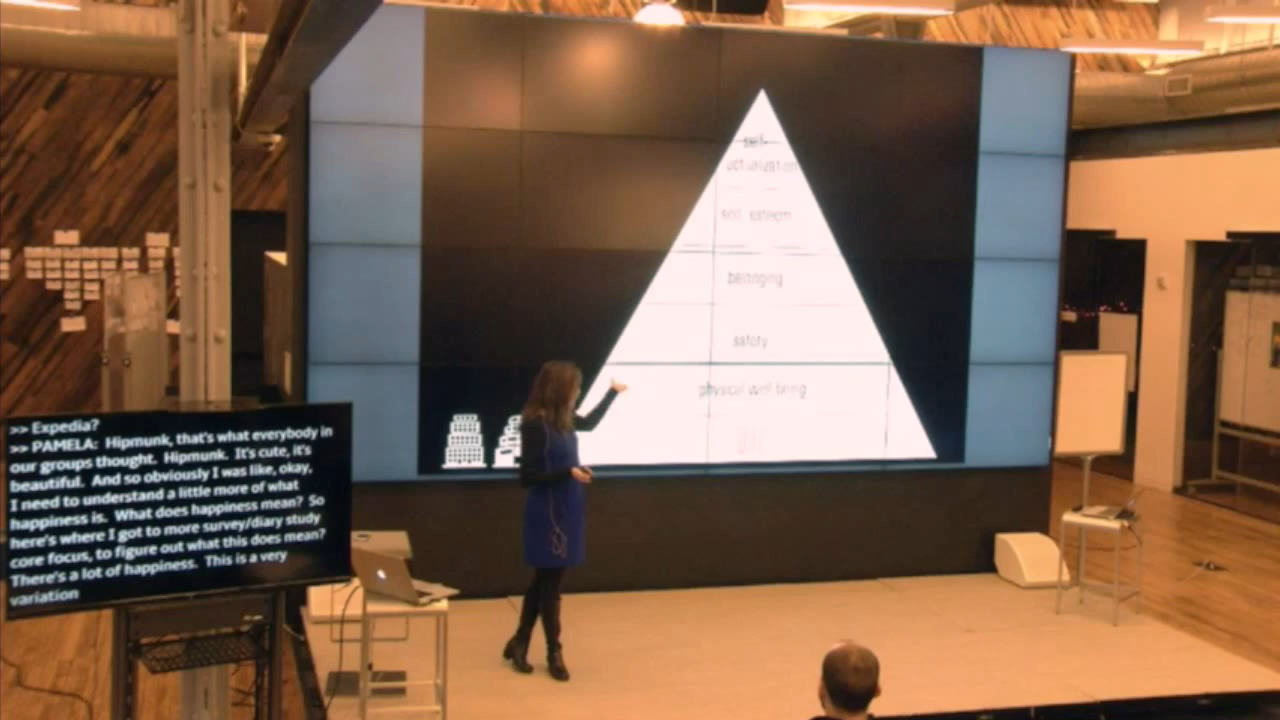 self-
actualization
self esteem
belonging
safety
physical well being
>> Expedia?
>> PAMELA: Hipmunk, that's what everybody in
our groups thought. Hipmunk. It's cute, it's
beautiful. And so obviously I was like, okay,
I need to understand a little more of what
happiness is. What does happiness mean? So
here's where I got to more survey/diary study
core focus, to figure out what this does mean?
There's a lot of happiness. This is a very
variation